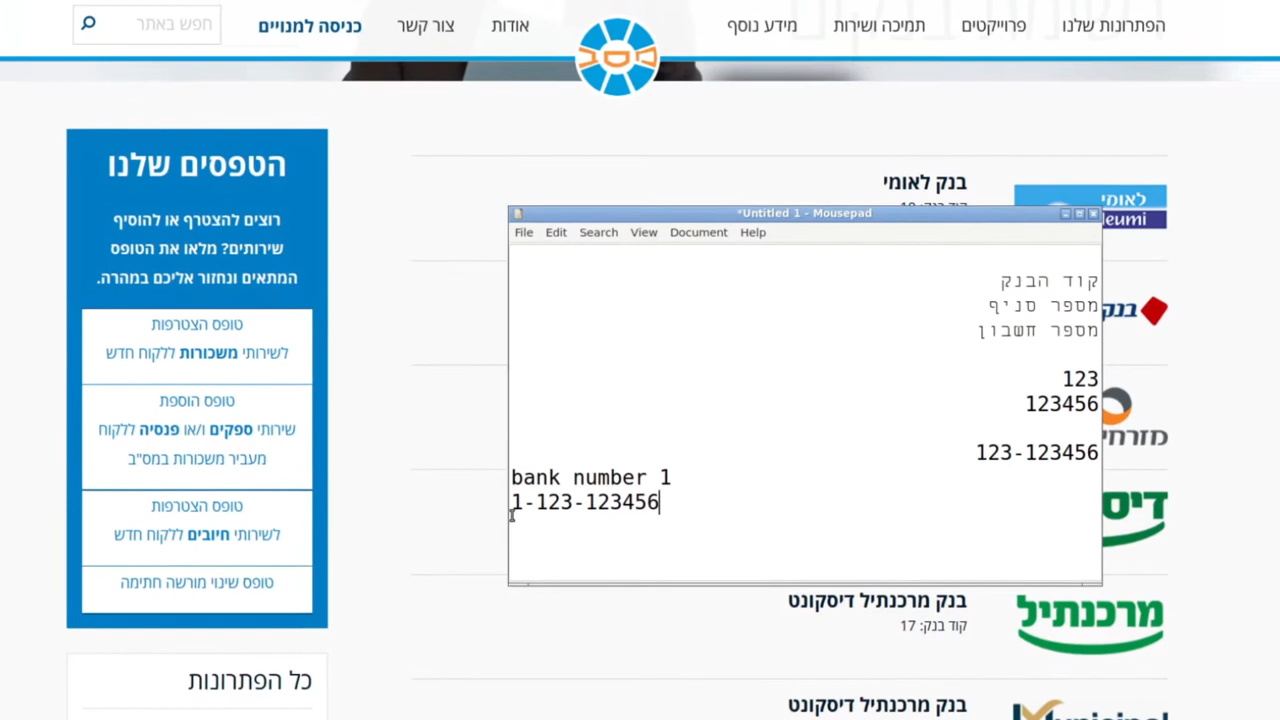 הפתרונות שלנו
פרוייקטים
תמיכה ושירות
מידע נוסף
אודות
צור קשר
כניסה למנויים
חפש באתר
הטפסים שלנו
רוצים להצטרף או להוסיף
שירותים? מלאו את הטופס
המתאים ונחזור אליכם במהרה.
טופס הצטרפות
לשירותי משכורות ללקוח חדש
טופס הוספת
שירותי ספקים ו/או פנסיה ללקוח
מעביר משכורות במס"ב
טופס הצטרפות
לשירותי חיובים ללקוח חדש
טופס שינוי מורשה חתימה
כל הפתרונות
בנק לאומי
לאומי
leumi
*Untitled 1 - Mousepad
File Edit Search View Document Help
קוד הבנק
מספר סניף
מספר חשבון
123
123456
123-123456
bank number 1
1-123-123456
בנק מרכנתיל דיסקונט
קוד בנק: 17
מרכנתיל
בנק מרכנתיל דיסקונט